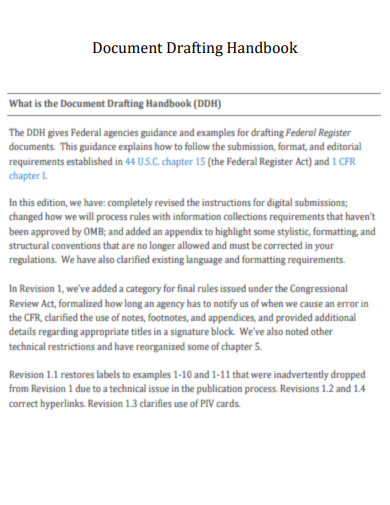 Document Drafting Handbook
What is the Document Drafting Handbook (DDH)
The DDH gives Federal agencies guidance and examples for drafting Federal Register
documents. This guidance explains how to follow the submission, format, and editorial
requirements established in 44 U.S.C. chapter 15 (the Federal Register Act) and 1 CFR
chapter I.
In this edition, we have: completely revised the instructions for digital submissions;
changed how we will process rules with information collections requirements that haven't
been approved by OMB; and added an appendix to highlight some stylistic, formatting, and
structural conventions that are no longer allowed and must be corrected in your
regulations. We have also clarified existing language and formatting requirements.
In Revision 1, we've added a category for final rules issued under the Congressional
Review Act, formalized how long an agency has to notify us of when we cause an error in
the CFR, clarified the use of notes, footnotes, and appendices, and provided additional
details regarding appropriate titles in a signature block. We've also noted other
technical restrictions and have reorganized some of chapter 5.
Revision 1.1 restores labels to examples 1-10 and 1-11 that were inadvertently dropped
from Revision 1 due to a technical issue in the publication process. Revisions 1.2 and 1.4
correct hyperlinks. Revision 1.3 clarifies use of PIV cards.